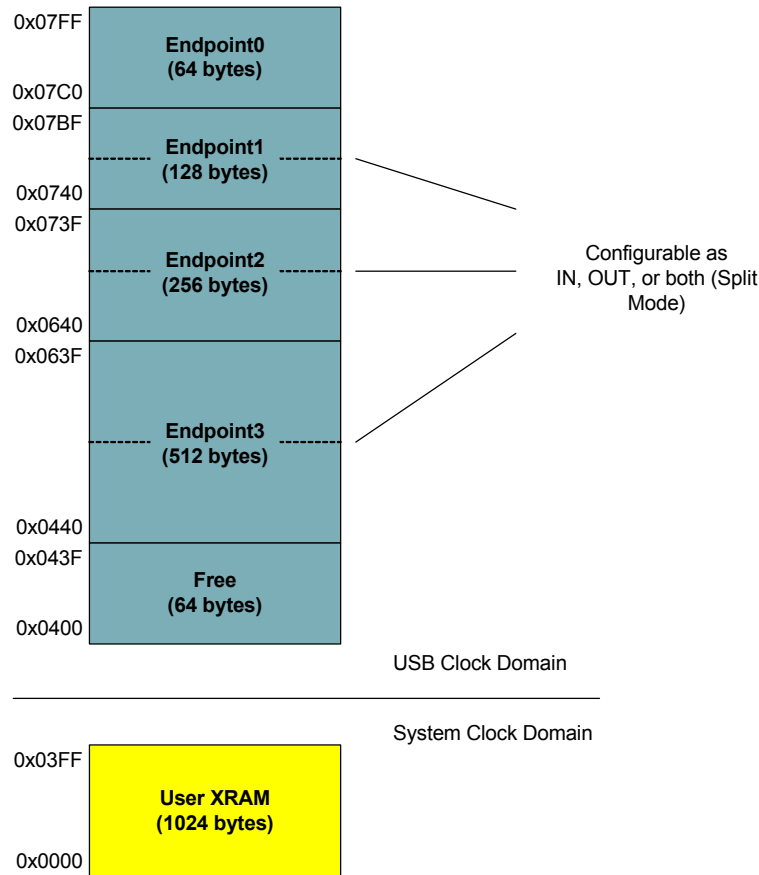 0x07FF
Endpoint0
(64 bytes)
0x07C0
0x07BF
Endpoint1
(128 bytes)
0x0740
0x073F
Endpoint2
(256 bytes)
0x0640
0x063F
Endpoint3
(512 bytes)
0x0440
0x043F
Free
(64 bytes)
0x0400
Configurable as
IN, OUT, or both (Split
Mode)
USB Clock Domain
System Clock Domain
0x03FF
User XRAM
(1024 bytes)
0x0000